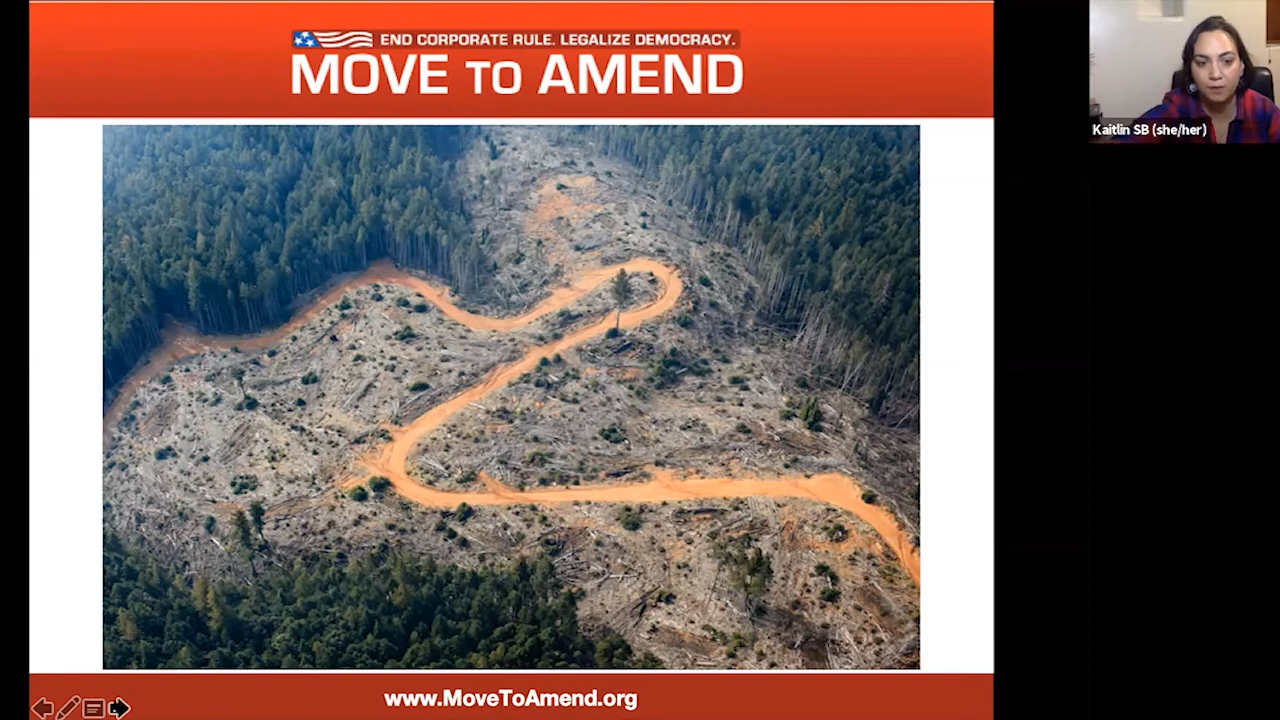 END CORPORATE RULE. LEGALIZE DEMOCRACY.
MOVE TO AMEND
Kaitlin SB (she/her)
www.MoveToAmend.org